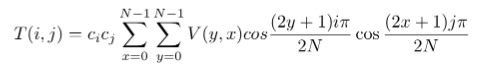 T(i, j) = c_i c_j \sum_{x=0}^{N-1} \sum_{y=0}^{N-1} V(y, x) cos \frac{(2y + 1)i\pi}{2N} \cos \frac{(2x + 1)j\pi}{2N}